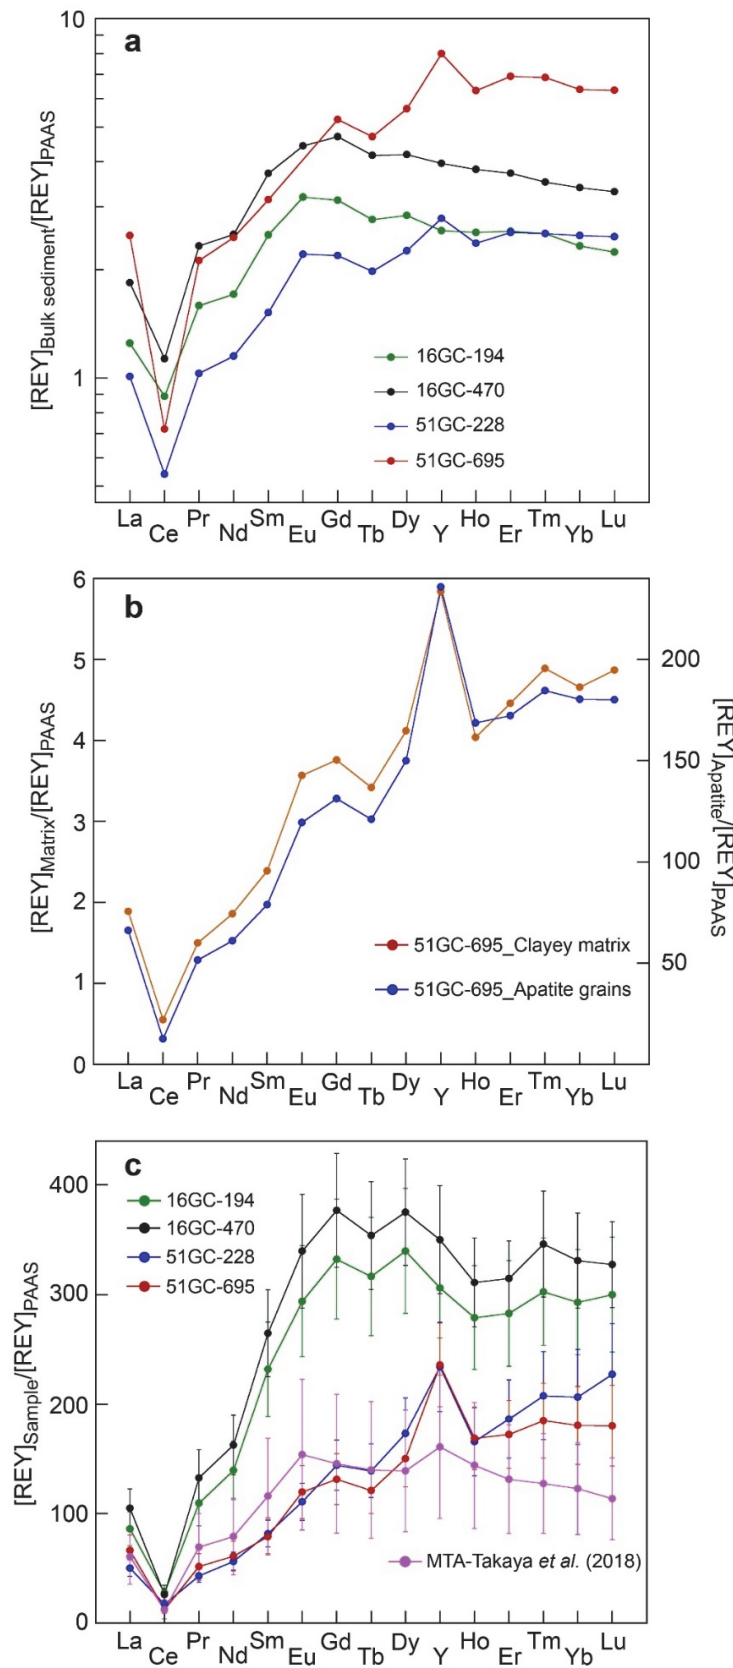 a
10
1
[REY]Bulk sediment/[REY]PAAS
16GC-194
16GC-470
51GC-228
51GC-695
La Ce Pr Nd Sm Eu Gd Tb Dy Y Ho Er Tm Yb Lu
b
6
5
4
3
2
1
0
[REY]Matrix/[REY]PAAS
200
150
100
50
[REY]Apatite/[REY]PAAS
51GC-695_Clayey matrix
51GC-695_Apatite grains
La Ce Pr Nd Sm Eu Gd Tb Dy Y Ho Er Tm Yb Lu
c
400
300
200
100
0
[REY]Sample/[REY]PAAS
16GC-194
16GC-470
51GC-228
51GC-695
MTA-Takaya et al. (2018)
La Ce Pr Nd Sm Eu Gd Tb Dy Y Ho Er Tm Yb Lu